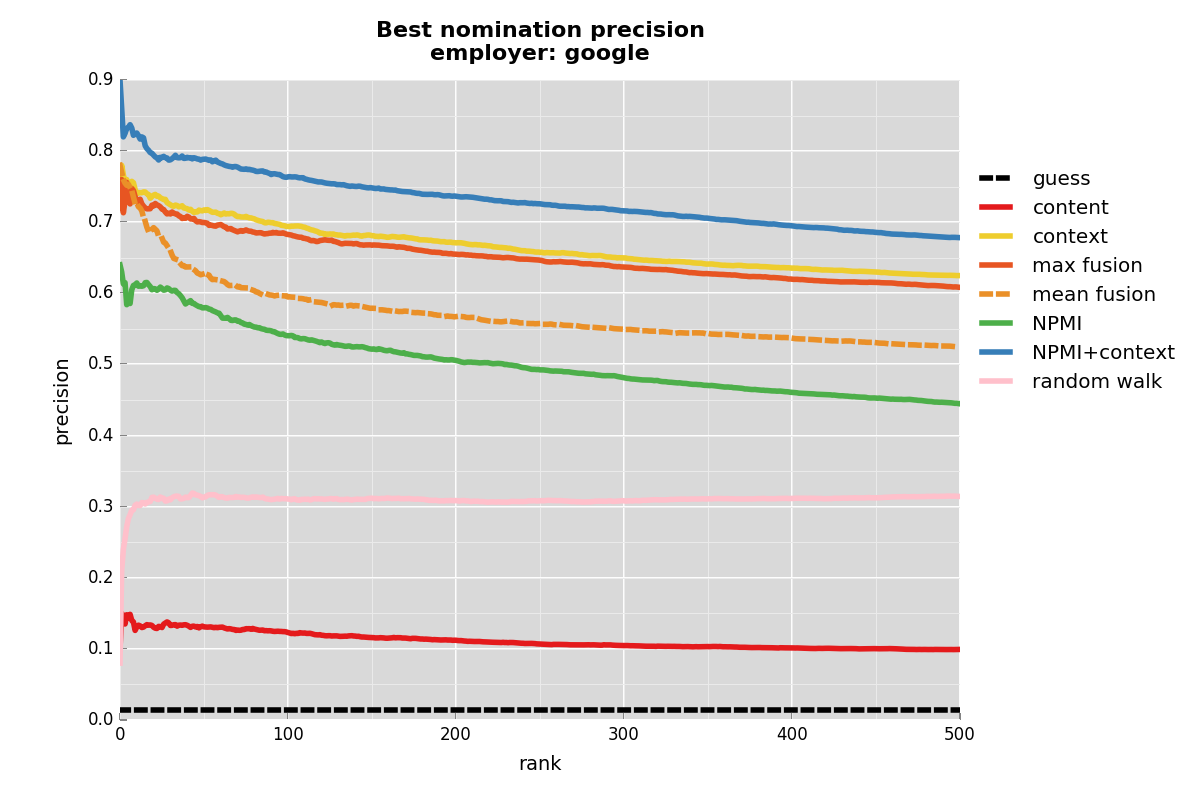 Best nomination precision
employer: google
precision
0.9
0.8
0.7
0.6
0.5
0.4
0.3
0.2
0.1
0.0
0 100 200 300 400 500
rank
guess
content
context
max fusion
mean fusion
NPMI
NPMI+context
random walk